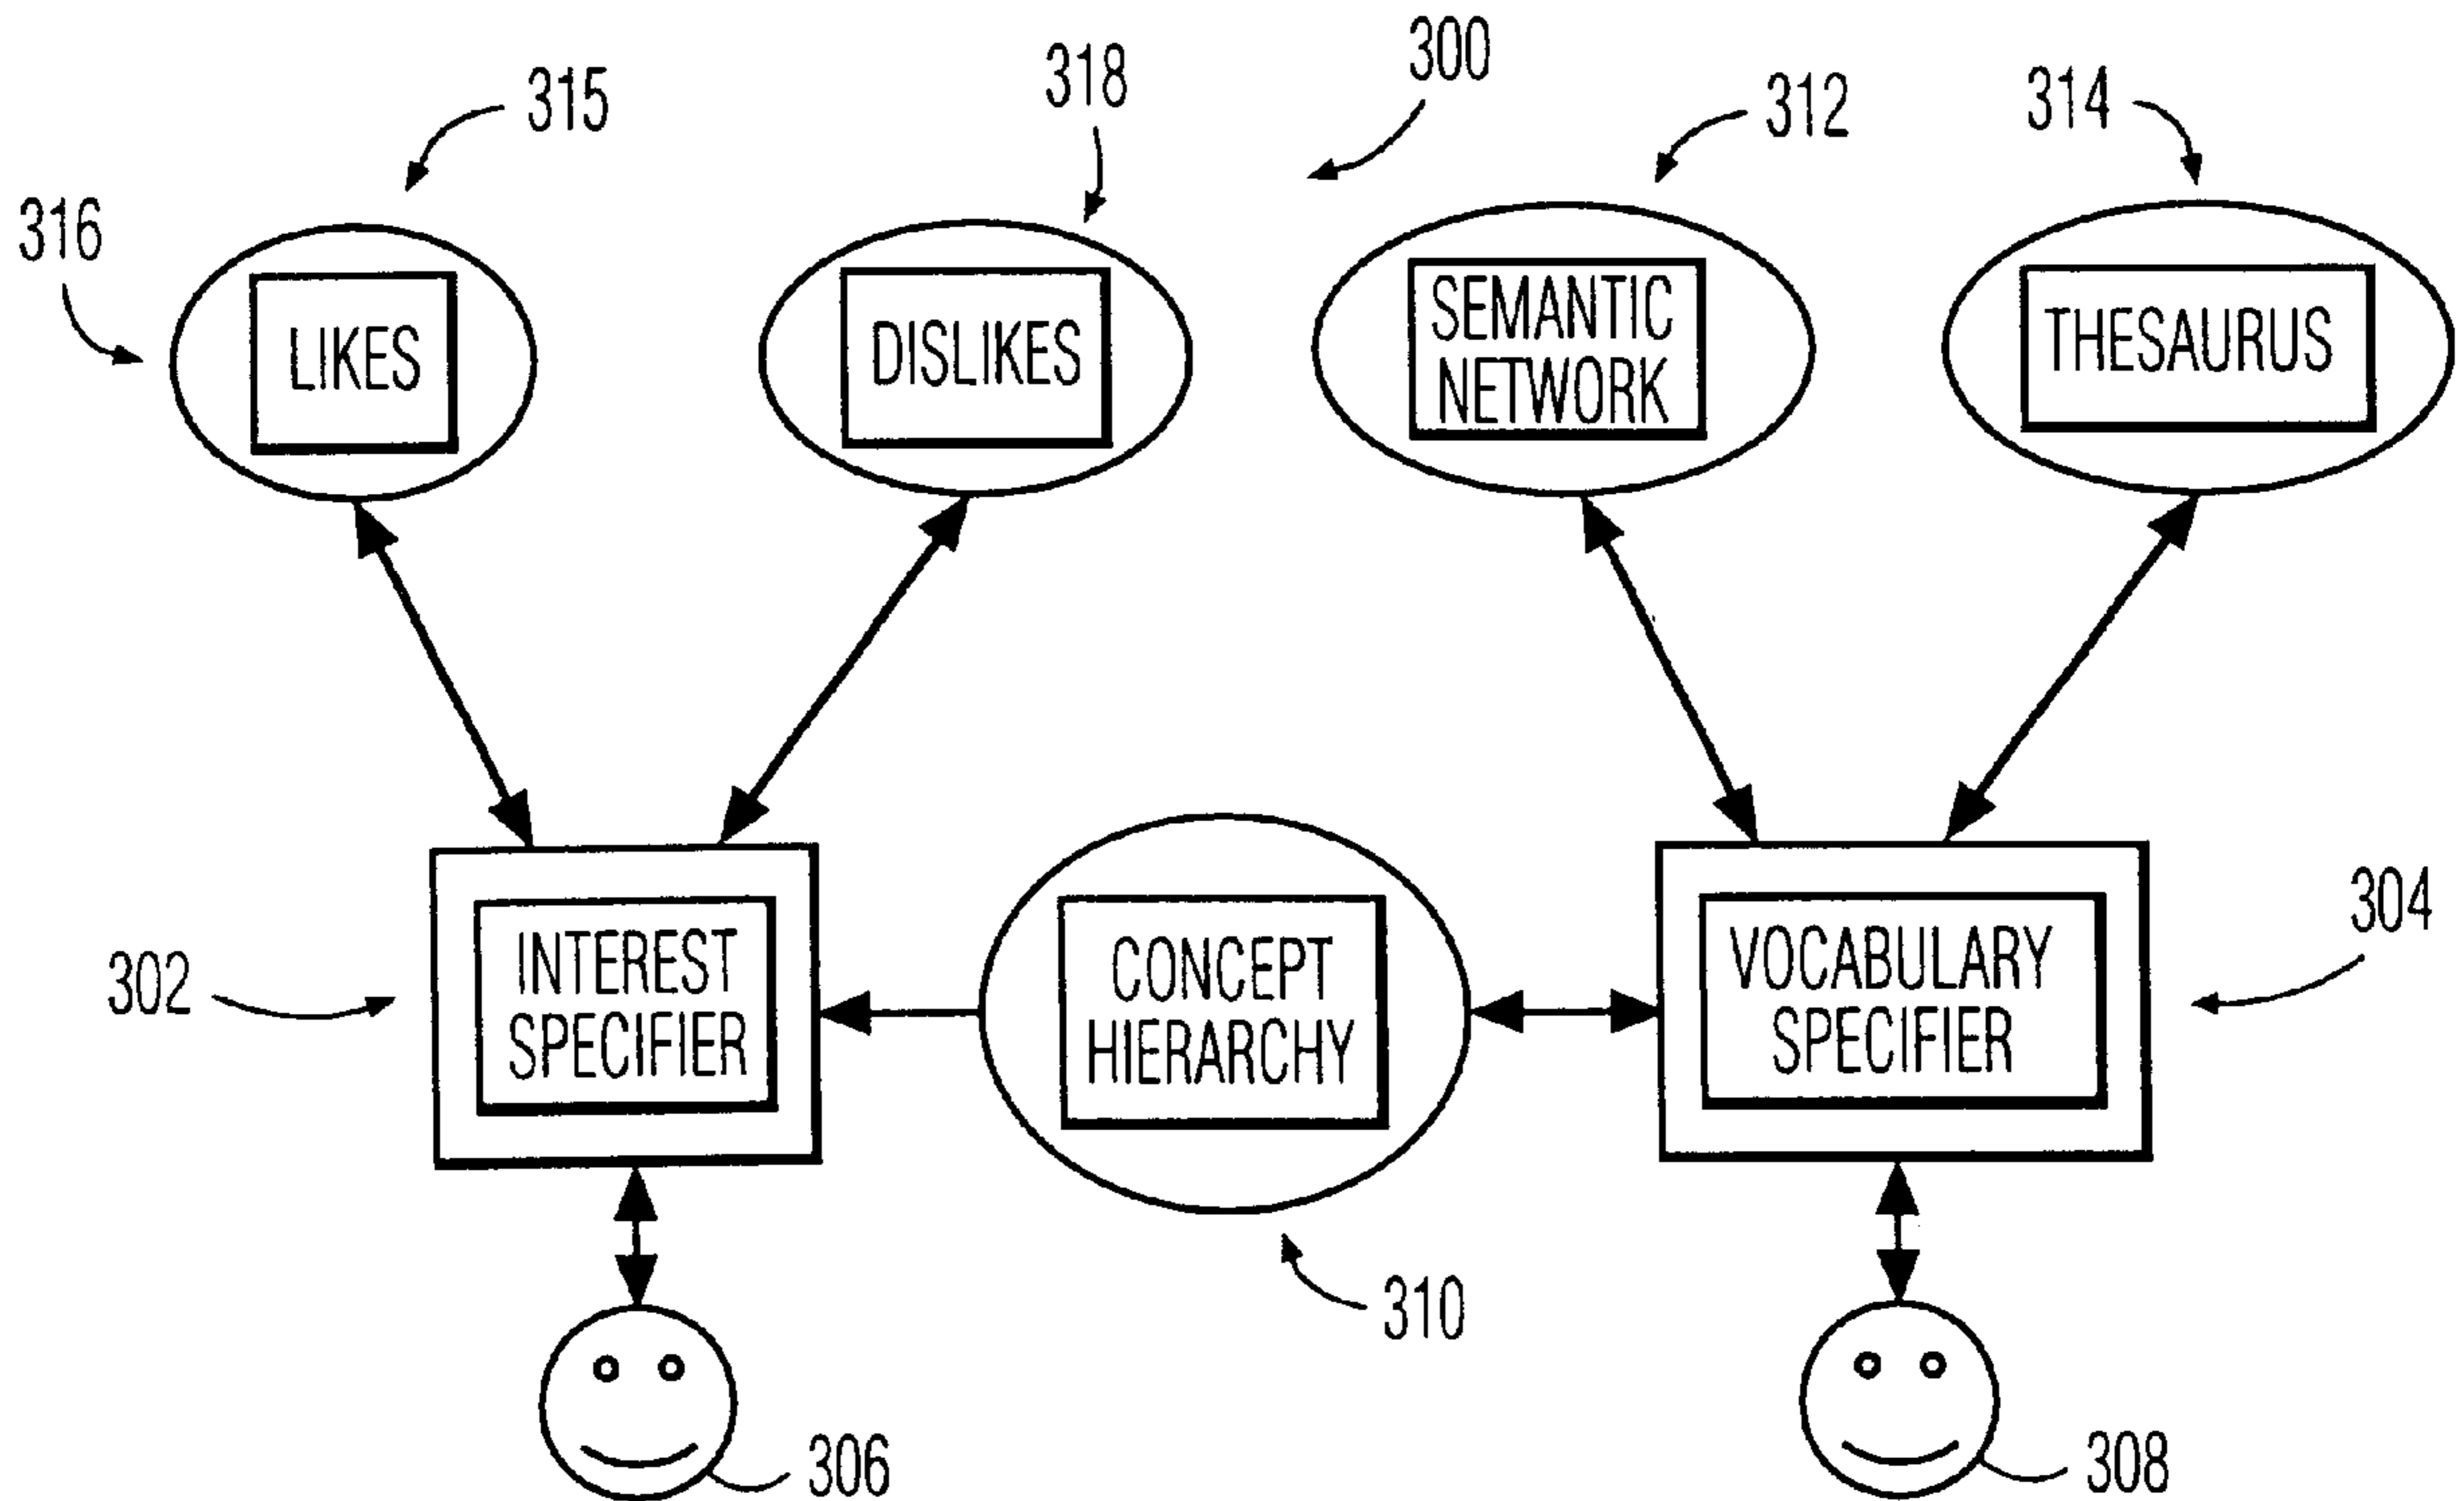 300
315
318
312
314
316
LIKES
DISLIKES
SEMANTIC
NETWORK
THESAURUS
302
INTEREST
SPECIFIER
CONCEPT
HIERARCHY
VOCABULARY
SPECIFIER
304
310
306
308